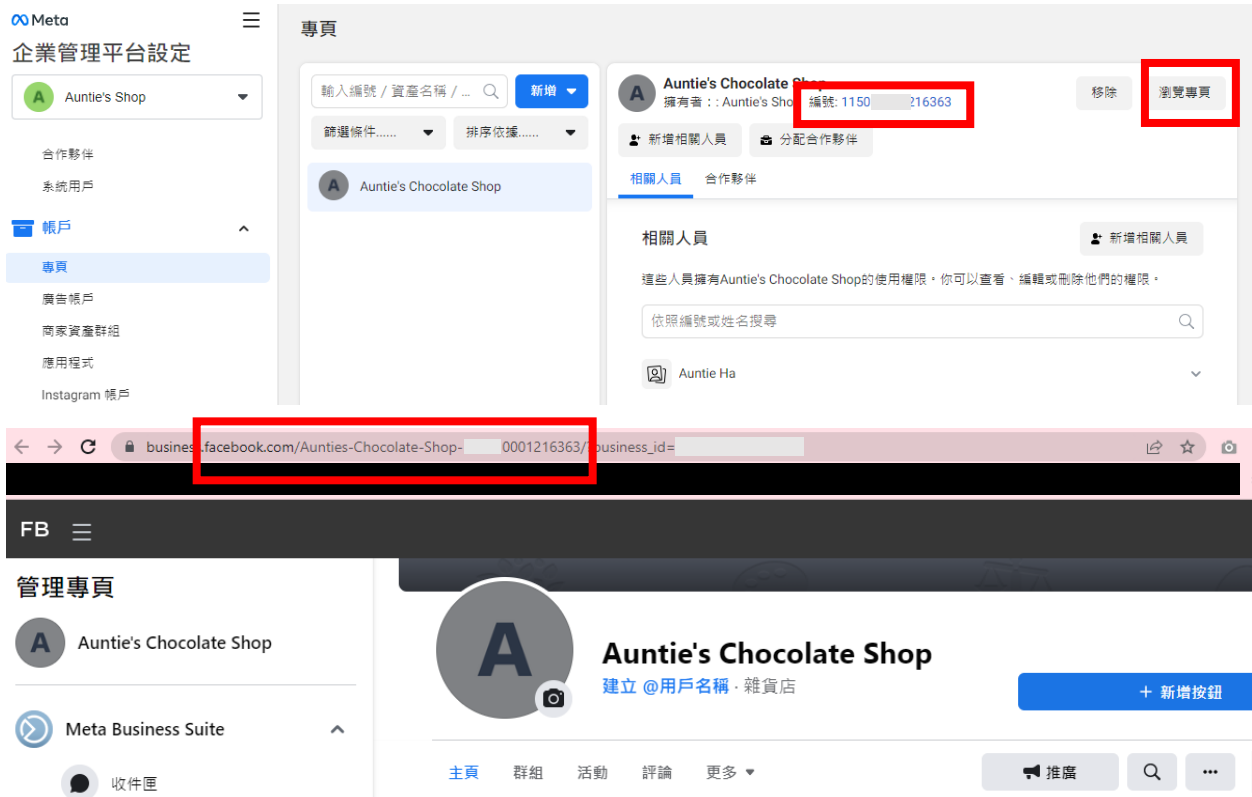 Meta
企業管理平台設定
Auntie's Shop
合作夥伴
系統用戶
帳戶
專頁
廣告帳戶
商家資產群組
應用程式
Instagram 帳戶
專頁
輸入編號 / 資產名稱 / ...
新增
篩選條件......
排序依據......
A Auntie's Chocolate Shop
A Auntie's Chocolate Shop
擁有者：: Auntie's Sho 編號: 1150 216363
移除
瀏覽專頁
新增相關人員
分配合作夥伴
相關人員 合作夥伴
相關人員
新增相關人員
這些人員擁有Auntie's Chocolate Shop的使用權限。你可以查看、編輯或刪除他們的權限。
依照編號或姓名搜尋
Auntie Ha
business.facebook.com/Aunties-Chocolate-Shop- 0001216363/?business_id=
FB
管理專頁
A Auntie's Chocolate Shop
Meta Business Suite
收件匣
A
Auntie's Chocolate Shop
建立 @用戶名稱 · 雜貨店
+ 新增按鈕
主頁 群組 活動 評論 更多
推廣